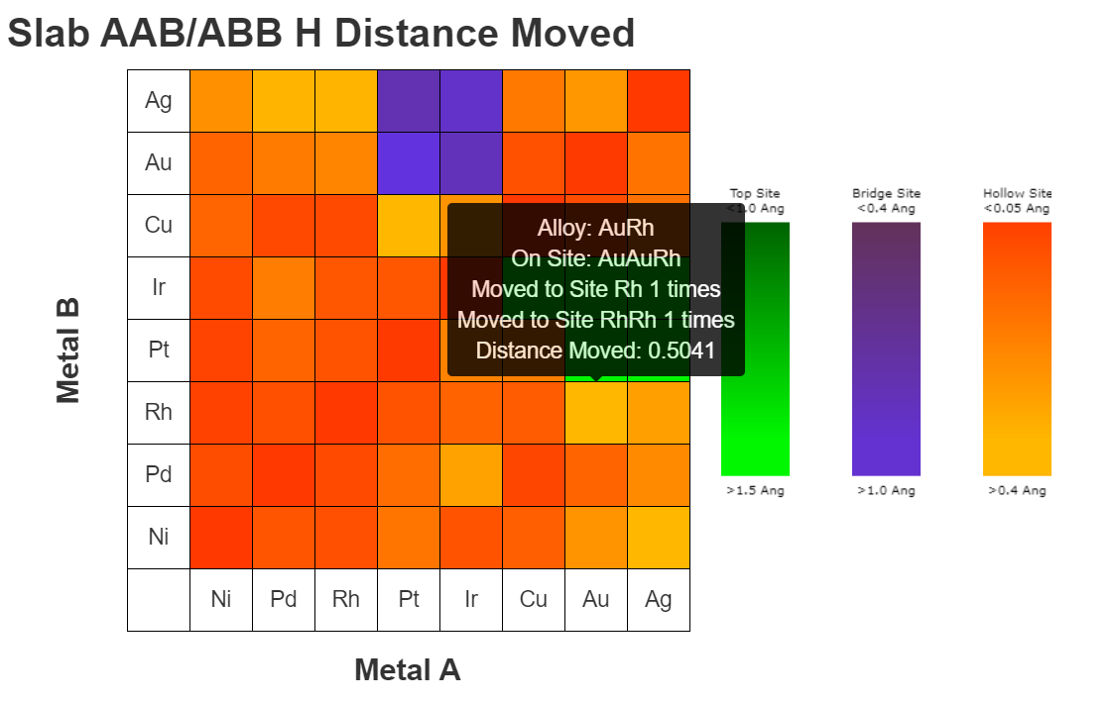 Slab AAB/ABB H Distance Moved
Ag
Au
Cu
Ir
Pt
Rh
Pd
Ni
Metal B
Ni Pd Rh Pt Ir Cu Au Ag
Metal A
Alloy: AuRh
On Site: AuAuRh
Moved to Site Rh 1 times
Moved to Site RhRh 1 times
Distance Moved: 0.5041
Top Site
<1.0 Ang
>1.5 Ang
Bridge Site
<0.4 Ang
>1.0 Ang
Hollow Site
<0.05 Ang
>0.4 Ang